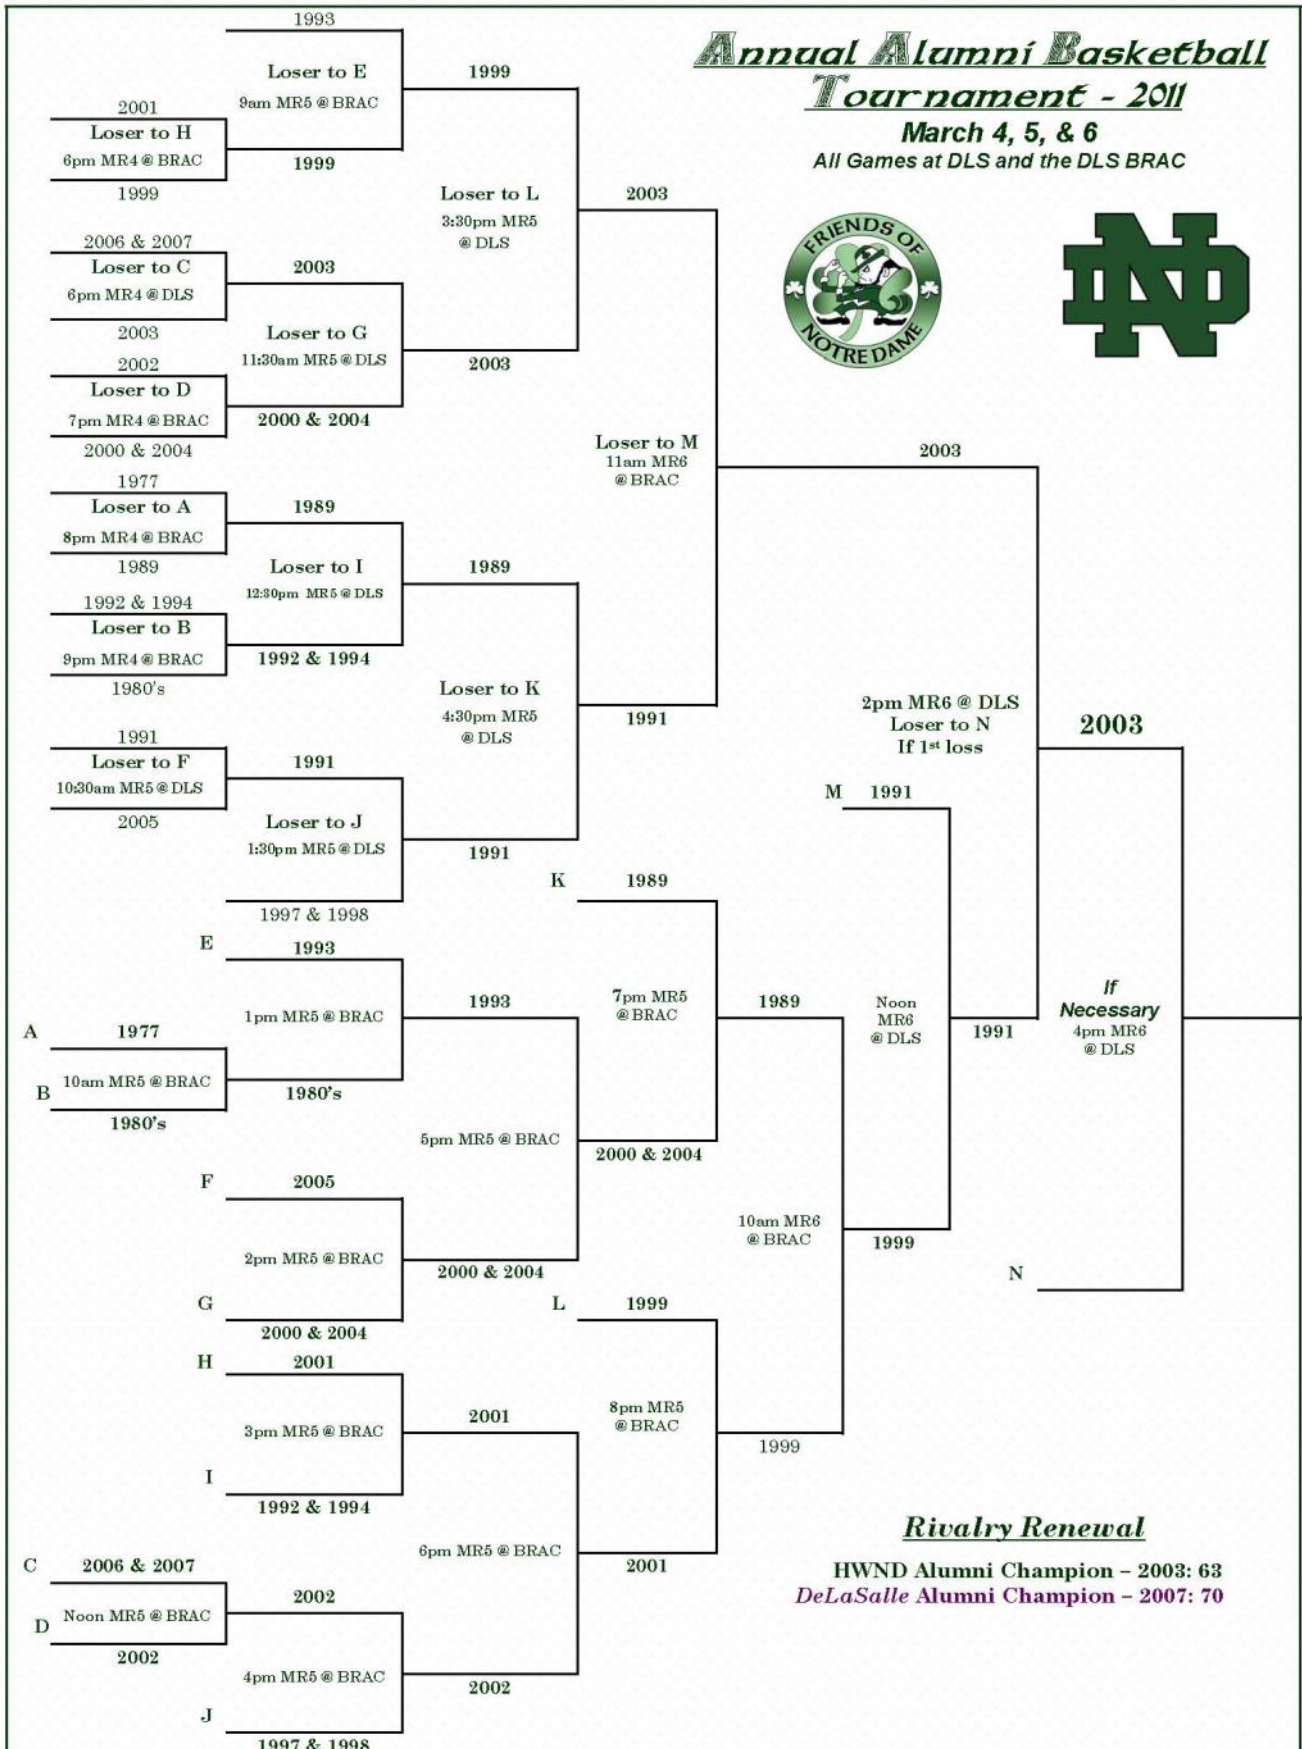 Annual Alumni Basketball
Tournament - 2011
March 4, 5, & 6
All Games at DLS and the DLS BRAC
FRIENDS OF
NOTRE DAME
ND
1993
Loser to E
9am MR5 @ BRAC
1999
1999
2001
Loser to H
6pm MR4 @ BRAC
1999
Loser to L
3:30pm MR5
@ DLS
2003
2006 & 2007
Loser to C
6pm MR4 @ DLS
2003
2003
Loser to G
11:30am MR5 @ DLS
2003
2002
Loser to D
7pm MR4 @ BRAC
2000 & 2004
2000 & 2004
Loser to M
11am MR6
@ BRAC
2003
1977
Loser to A
8pm MR4 @ BRAC
1989
1989
Loser to I
12:30pm MR5 @ DLS
1989
1992 & 1994
Loser to B
9pm MR4 @ BRAC
1980's
1992 & 1994
Loser to K
4:30pm MR5
@ DLS
1991
1991
Loser to F
10:30am MR5 @ DLS
2005
1991
Loser to J
1:30pm MR5 @ DLS
1991
1997 & 1998
2pm MR6 @ DLS
Loser to N
If 1st loss
2003
M 1991
K 1989
E 1993
1pm MR5 @ BRAC
1993
A 1977
10am MR5 @ BRAC
B
1980's
1980's
7pm MR5
@ BRAC
1989
Noon
MR6
@ DLS
1991
If
Necessary
4pm MR6
@ DLS
5pm MR5 @ BRAC
2000 & 2004
F 2005
2pm MR5 @ BRAC
2000 & 2004
G
2000 & 2004
10am MR6
@ BRAC
1999
N
L 1999
H 2001
3pm MR5 @ BRAC
2001
I
1992 & 1994
8pm MR5
@ BRAC
1999
6pm MR5 @ BRAC
2001
C 2006 & 2007
Noon MR5 @ BRAC
D
2002
2002
4pm MR5 @ BRAC
2002
J
1997 & 1998
Rivalry Renewal
HWND Alumni Champion – 2003: 63
DeLaSalle Alumni Champion – 2007: 70